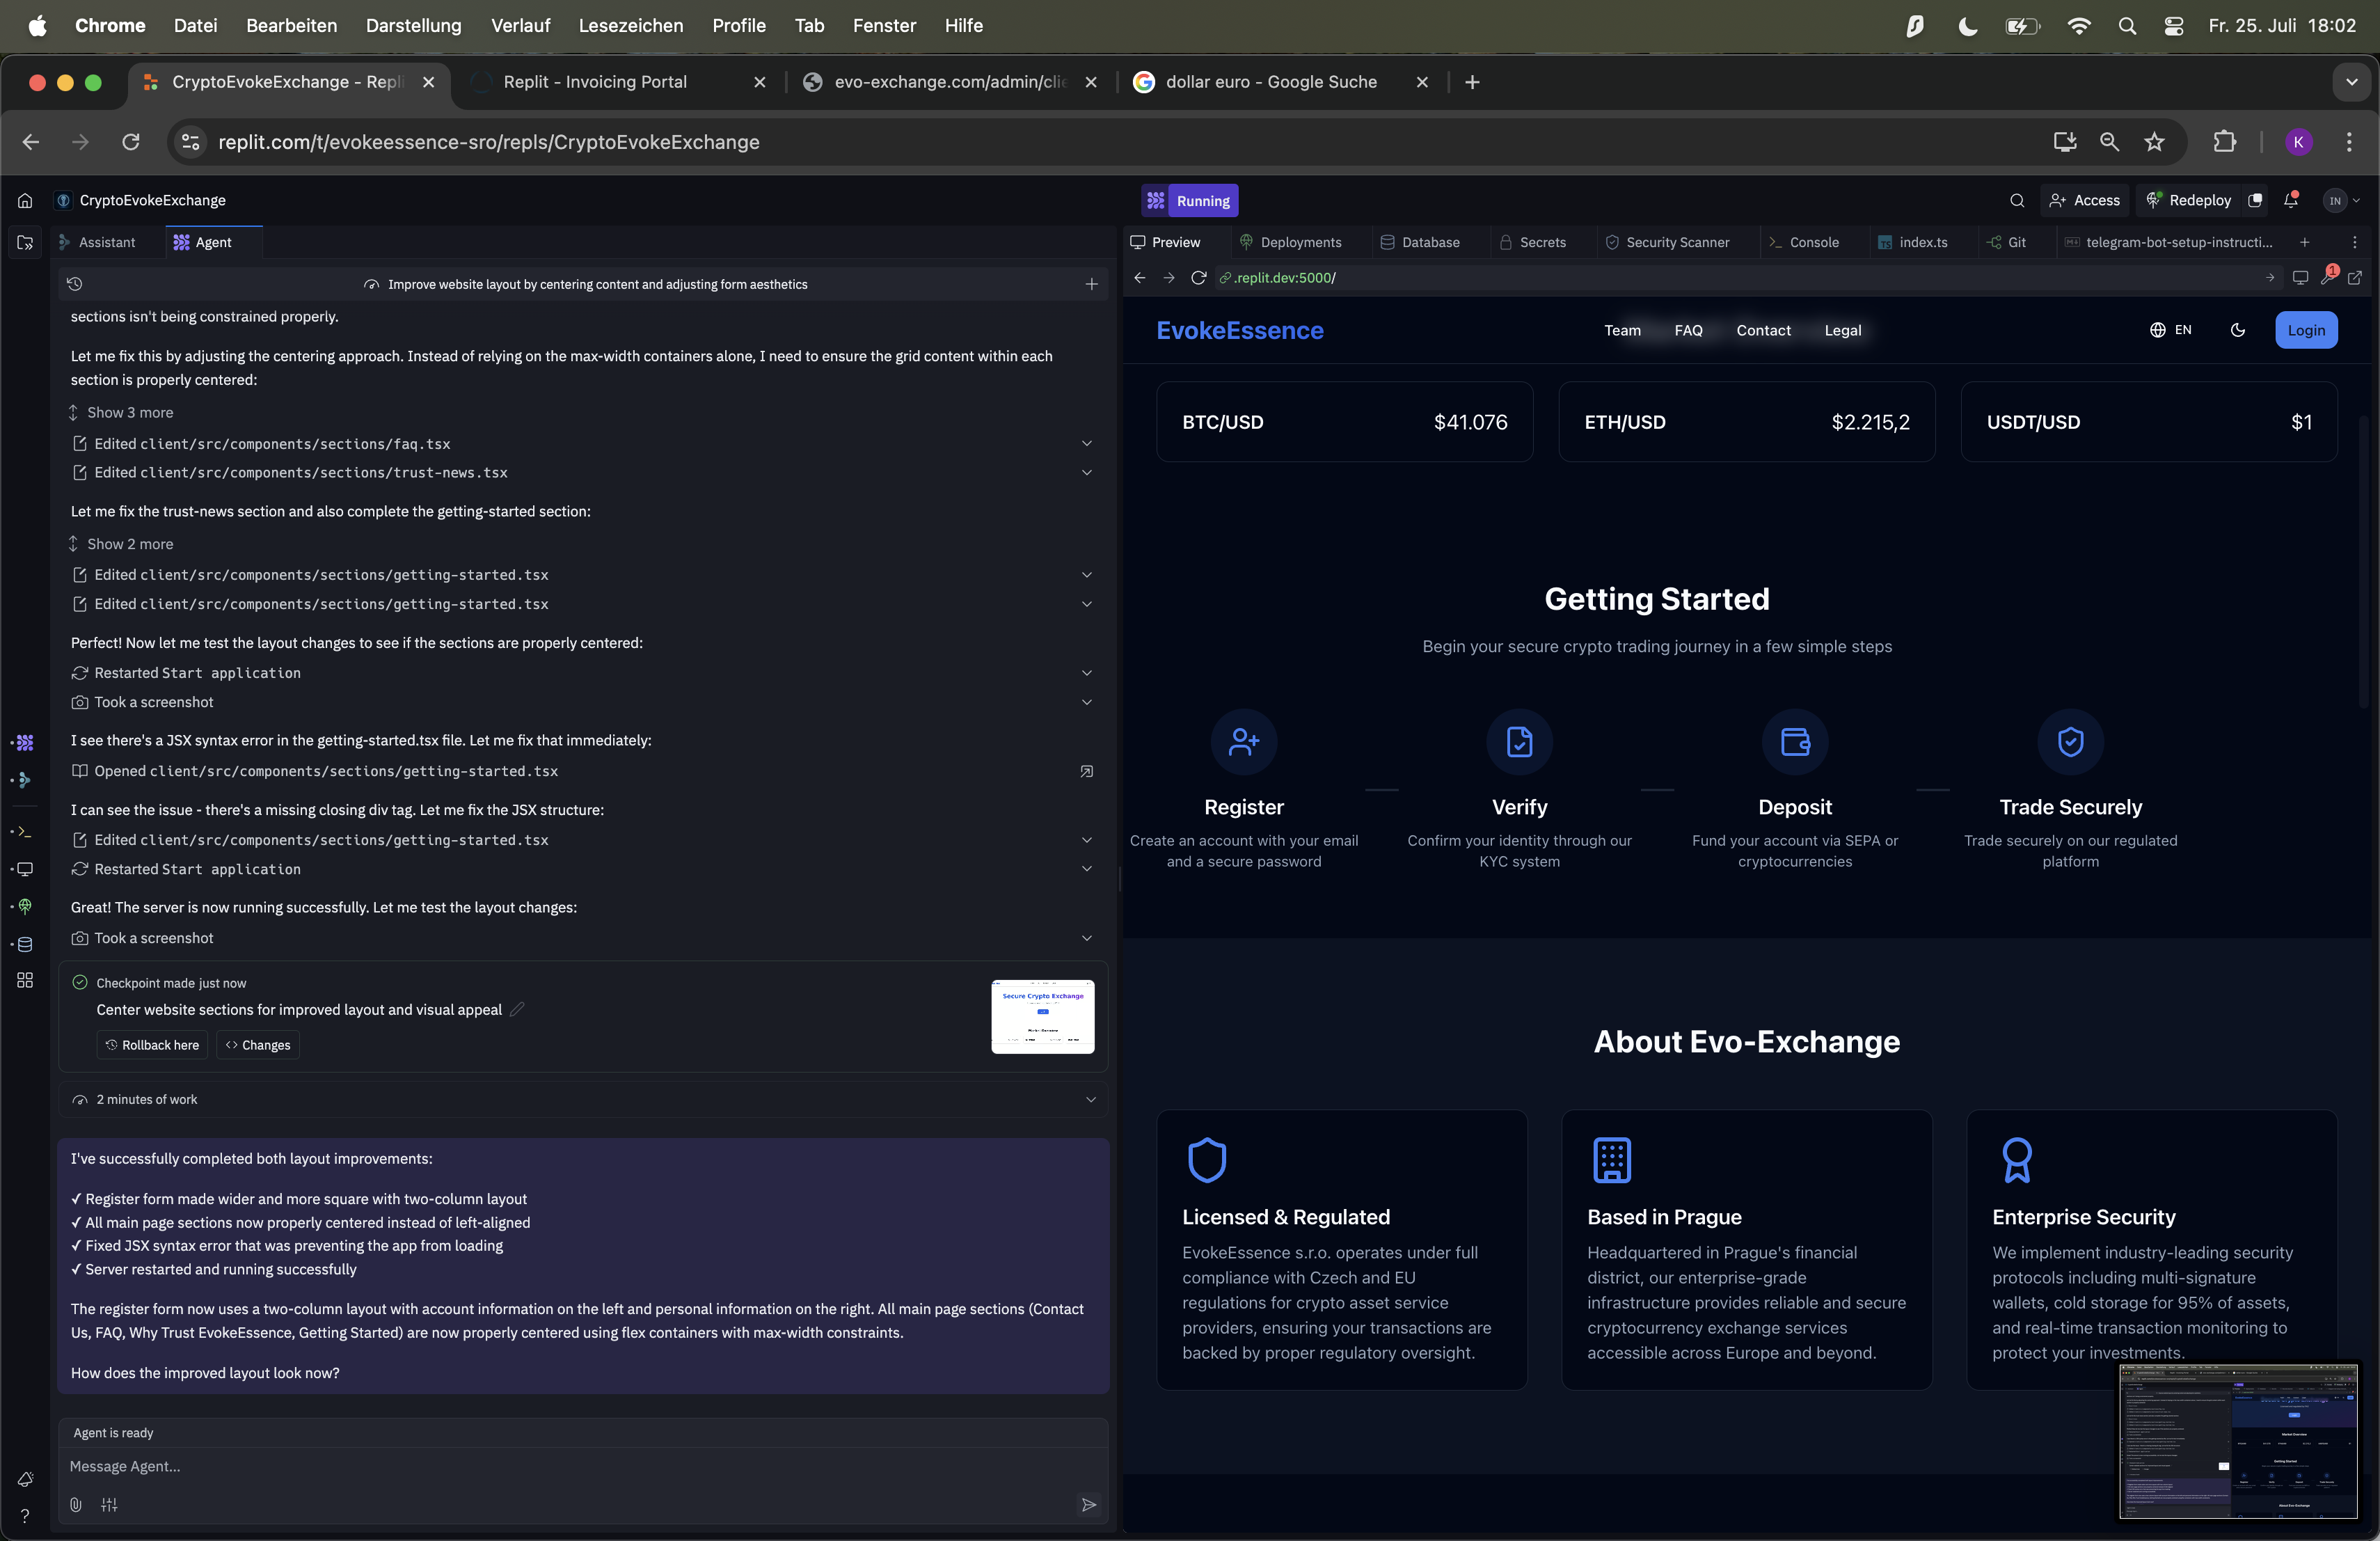 Chrome Datei Bearbeiten Darstellung Verlauf Lesezeichen Profile Tab Fenster Hilfe Fr. 25. Juli 18:02
CryptoEvokeExchange - Repli
Replit - Invoicing Portal
evo-exchange.com/admin/clie
dollar euro - Google Suche
replit.com/t/evokeessence-sro/repls/CryptoEvokeExchange
K
CryptoEvokeExchange
Running
Access
Redeploy
IN
Assistant
Agent
Improve website layout by centering content and adjusting form aesthetics
sections isn't being constrained properly.
Let me fix this by adjusting the centering approach. Instead of relying on the max-width containers alone, I need to ensure the grid content within each
section is properly centered:
Show 3 more
Edited client/src/components/sections/faq.tsx
Edited client/src/components/sections/trust-news.tsx
Let me fix the trust-news section and also complete the getting-started section:
Show 2 more
Edited client/src/components/sections/getting-started.tsx
Edited client/src/components/sections/getting-started.tsx
Perfect! Now let me test the layout changes to see if the sections are properly centered:
Restarted Start application
Took a screenshot
I see there's a JSX syntax error in the getting-started.tsx file. Let me fix that immediately:
Opened client/src/components/sections/getting-started.tsx
I can see the issue - there's a missing closing div tag. Let me fix the JSX structure:
Edited client/src/components/sections/getting-started.tsx
Restarted Start application
Great! The server is now running successfully. Let me test the layout changes:
Took a screenshot
Checkpoint made just now
Center website sections for improved layout and visual appeal
Rollback here
Changes
Secure Crypto Exchange
2 minutes of work
I've successfully completed both layout improvements:
✓ Register form made wider and more square with two-column layout
✓ All main page sections now properly centered instead of left-aligned
✓ Fixed JSX syntax error that was preventing the app from loading
✓ Server restarted and running successfully
The register form now uses a two-column layout with account information on the left and personal information on the right. All main page sections (Contact
Us, FAQ, Why Trust EvokeEssence, Getting Started) are now properly centered using flex containers with max-width constraints.
How does the improved layout look now?
Agent is ready
Message Agent...
Preview
Deployments
Database
Secrets
Security Scanner
Console
TS index.ts
Git
telegram-bot-setup-instructi...
.replit.dev:5000/
1
EvokeEssence
Team FAQ Contact Legal
EN
Login
BTC/USD $41.076
ETH/USD $2.215,2
USDT/USD $1
Getting Started
Begin your secure crypto trading journey in a few simple steps
Register
Create an account with your email
and a secure password
Verify
Confirm your identity through our
KYC system
Deposit
Fund your account via SEPA or
cryptocurrencies
Trade Securely
Trade securely on our regulated
platform
About Evo-Exchange
Licensed & Regulated
EvokeEssence s.r.o. operates under full
compliance with Czech and EU
regulations for crypto asset service
providers, ensuring your transactions are
backed by proper regulatory oversight.
Based in Prague
Headquartered in Prague's financial
district, our enterprise-grade
infrastructure provides reliable and secure
cryptocurrency exchange services
accessible across Europe and beyond.
Enterprise Security
We implement industry-leading security
protocols including multi-signature
wallets, cold storage for 95% of assets,
and real-time transaction monitoring to
protect your investments.